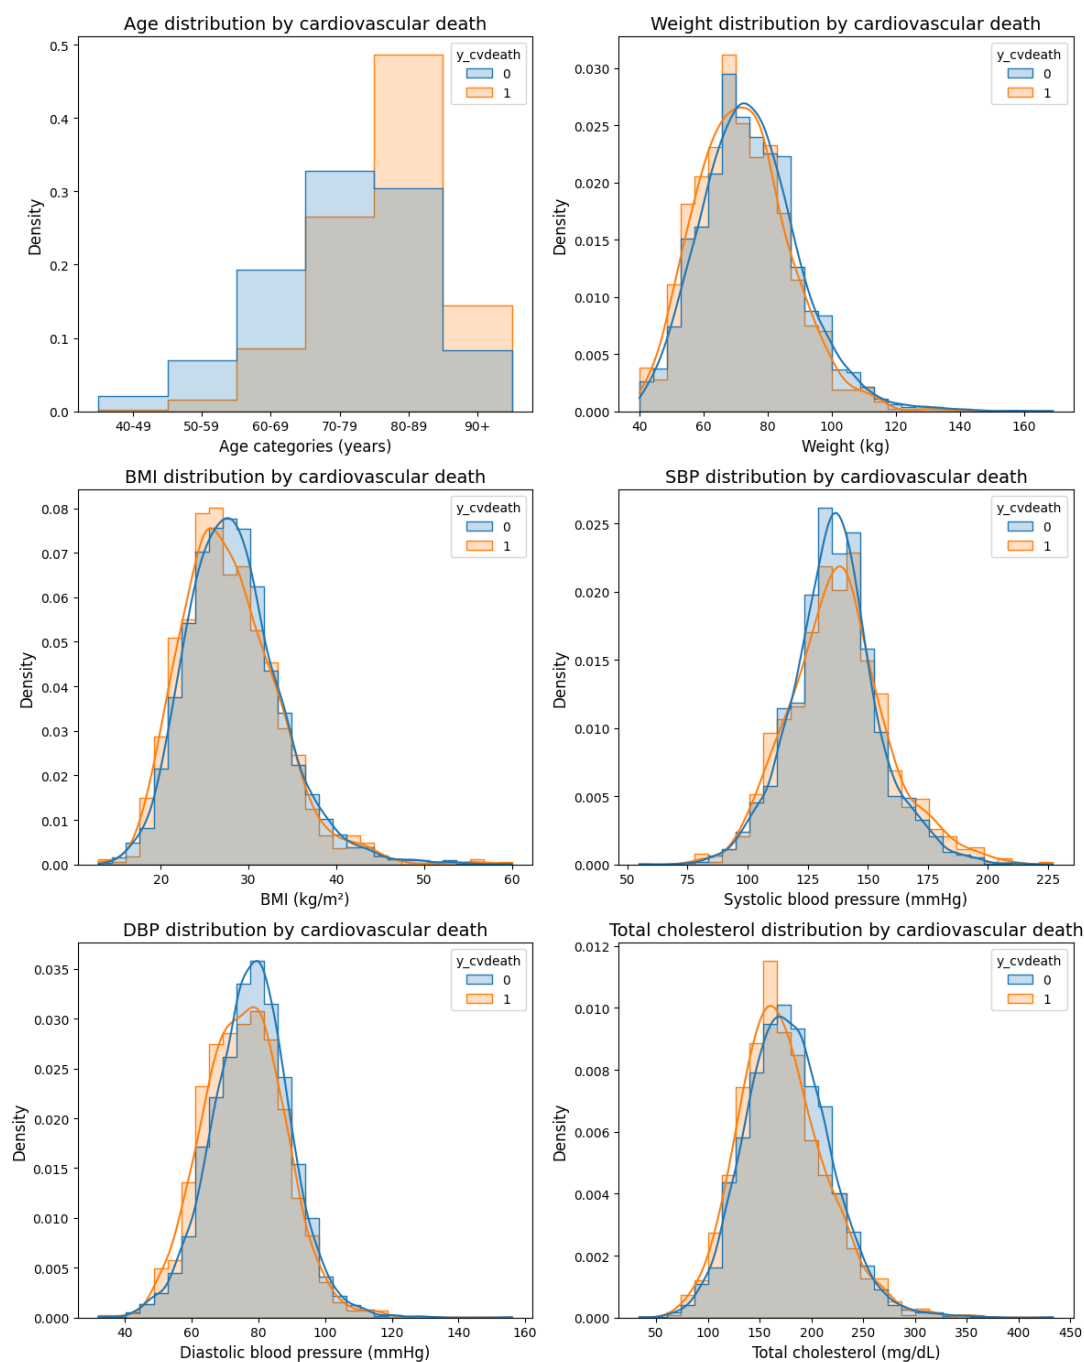 Age distribution by cardiovascular death
Density
0.5
0.4
0.3
0.2
0.1
0.0
y_cvdeath
0
1
40-49 50-59 60-69 70-79 80-89 90+
Age categories (years)
Weight distribution by cardiovascular death
Density
0.030
0.025
0.020
0.015
0.010
0.005
0.000
y_cvdeath
0
1
40 60 80 100 120 140 160
Weight (kg)
BMI distribution by cardiovascular death
Density
0.08
0.07
0.06
0.05
0.04
0.03
0.02
0.01
0.00
y_cvdeath
0
1
20 30 40 50 60
BMI (kg/m²)
SBP distribution by cardiovascular death
Density
0.025
0.020
0.015
0.010
0.005
0.000
y_cvdeath
0
1
50 75 100 125 150 175 200 225
Systolic blood pressure (mmHg)
DBP distribution by cardiovascular death
Density
0.035
0.030
0.025
0.020
0.015
0.010
0.005
0.000
y_cvdeath
0
1
40 60 80 100 120 140 160
Diastolic blood pressure (mmHg)
Total cholesterol distribution by cardiovascular death
Density
0.012
0.010
0.008
0.006
0.004
0.002
0.000
y_cvdeath
0
1
50 100 150 200 250 300 350 400 450
Total cholesterol (mg/dL)